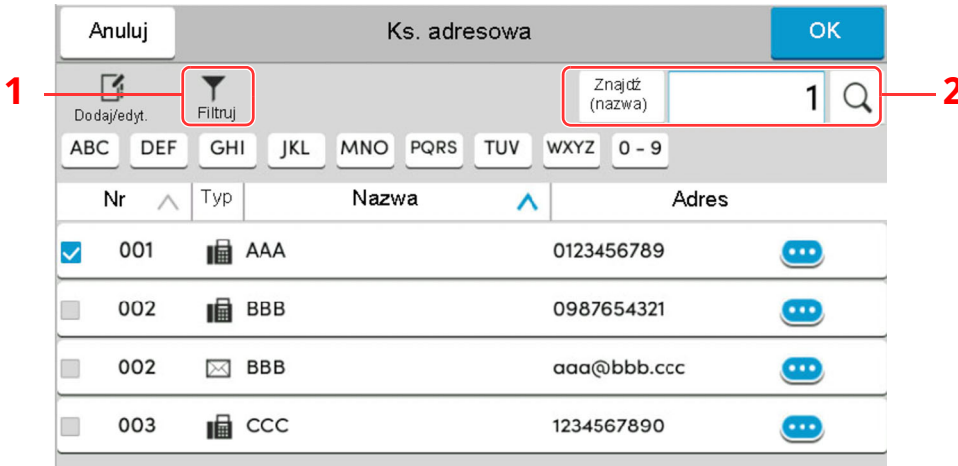 Anuluj Ks. adresowa OK
1 Dodaj/edyt. Filtruj Znajdź (nazwa) 1 2
ABC DEF GHI JKL MNO PQRS TUV WXYZ 0 - 9
Nr Typ Nazwa Adres
001 AAA 0123456789
002 BBB 0987654321
002 BBB aaa@bbb.ccc
003 CCC 1234567890